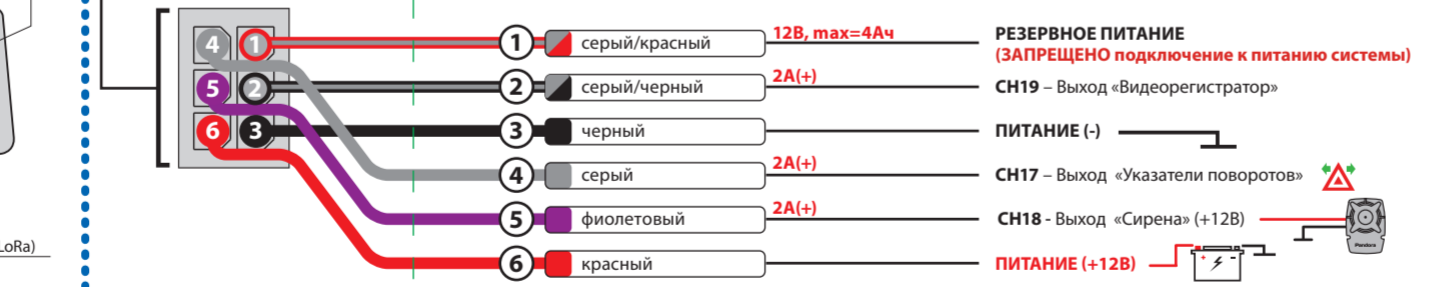 4 1 1 серый/красный 12В, max=4Ач РЕЗЕРВНОЕ ПИТАНИЕ
(ЗАПРЕЩЕНО подключение к питанию системы)
5 2 2 серый/черный 2А(+) CH19 – Выход «Видеорегистратор»
6 3 3 черный ПИТАНИЕ (-)
4 серый 2А(+) CH17 – Выход «Указатели поворотов»
5 фиолетовый 2А(+) CH18 - Выход «Сирена» (+12В)
Pandora
LoRa)
6 красный ПИТАНИЕ (+12В)
+ -